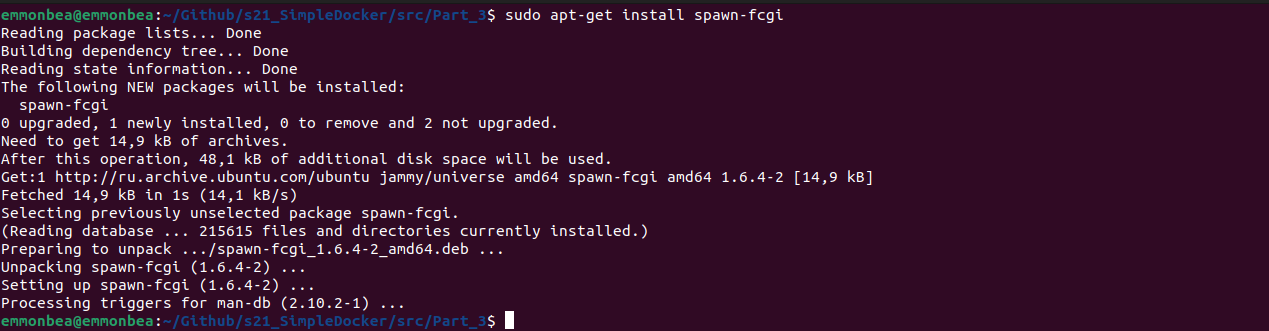 emmonbea@emmonbea:~/Github/s21_SimpleDocker/src/Part_3$ sudo apt-get install spawn-fcgi
Reading package lists... Done
Building dependency tree... Done
Reading state information... Done
The following NEW packages will be installed:
  spawn-fcgi
0 upgraded, 1 newly installed, 0 to remove and 2 not upgraded.
Need to get 14,9 kB of archives.
After this operation, 48,1 kB of additional disk space will be used.
Get:1 http://ru.archive.ubuntu.com/ubuntu jammy/universe amd64 spawn-fcgi amd64 1.6.4-2 [14,9 kB]
Fetched 14,9 kB in 1s (14,1 kB/s)
Selecting previously unselected package spawn-fcgi.
(Reading database ... 215615 files and directories currently installed.)
Preparing to unpack .../spawn-fcgi_1.6.4-2_amd64.deb ...
Unpacking spawn-fcgi (1.6.4-2) ...
Setting up spawn-fcgi (1.6.4-2) ...
Processing triggers for man-db (2.10.2-1) ...
emmonbea@emmonbea:~/Github/s21_SimpleDocker/src/Part_3$